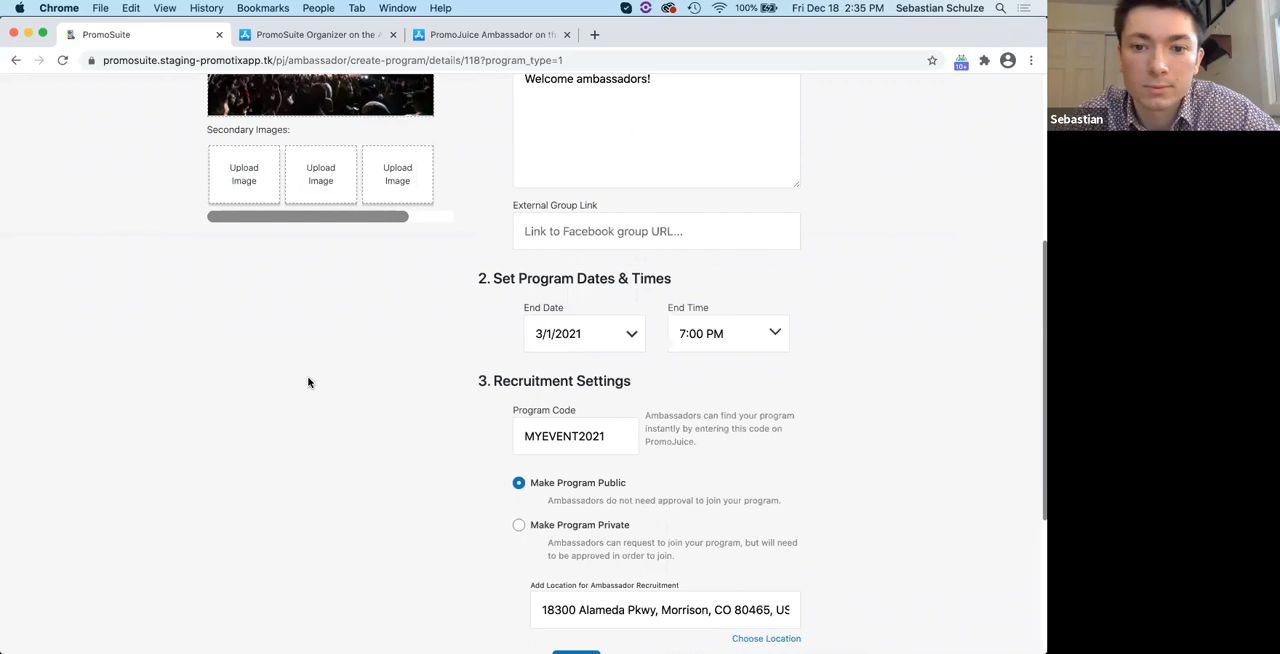 Chrome File Edit View History Bookmarks People Tab Window Help 100% Fri Dec 18 2:35 PM Sebastian Schulze
PromoSuite PromoSuite Organizer on the PromoJuice Ambassador on th
promosuite.staging-promotixapp.tk/pj/ambassador/create-program/details/118?program_type=1
10+
Sebastian
Welcome ambassadors!
Secondary Images:
Upload Image
Upload Image
Upload Image
External Group Link
Link to Facebook group URL...
2. Set Program Dates & Times
End Date End Time
3/1/2021 7:00 PM
3. Recruitment Settings
Program Code
MYEVENT2021
Ambassadors can find your program
instantly by entering this code on
PromoJuice.
Make Program Public
Ambassadors do not need approval to join your program.
Make Program Private
Ambassadors can request to join your program, but will need
to be approved in order to join.
Add Location for Ambassador Recruitment
18300 Alameda Pkwy, Morrison, CO 80465, US
Choose Location